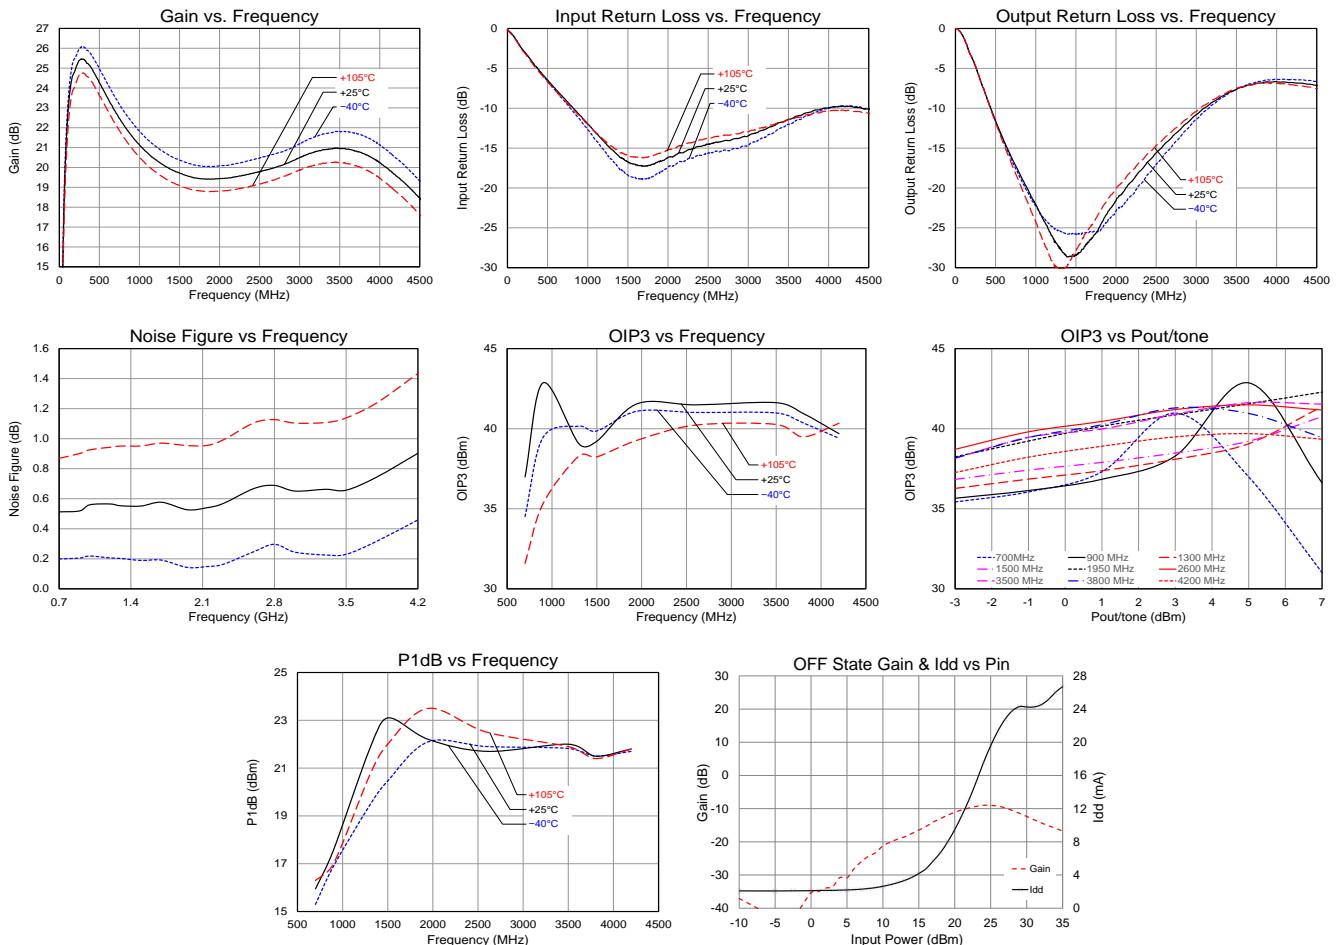 Gain vs. Frequency
27
26
25
24
23
22
21
20
19
18
17
16
15
Gain (dB)
+105°C
+25°C
−40°C
0 500 1000 1500 2000 2500 3000 3500 4000 4500
Frequency (MHz)
Input Return Loss vs. Frequency
0
-5
-10
-15
-20
-25
-30
Input Return Loss (dB)
+105°C
+25°C
−40°C
0 500 1000 1500 2000 2500 3000 3500 4000 4500
Frequency (MHz)
Output Return Loss vs. Frequency
0
-5
-10
-15
-20
-25
-30
Output Return Loss (dB)
+105°C
+25°C
−40°C
0 500 1000 1500 2000 2500 3000 3500 4000 4500
Frequency (MHz)
Noise Figure vs Frequency
1.6
1.4
1.2
1.0
0.8
0.6
0.4
0.2
0.0
Noise Figure (dB)
0.7 1.4 2.1 2.8 3.5 4.2
Frequency (GHz)
OIP3 vs Frequency
45
40
35
30
OIP3 (dBm)
+105°C
+25°C
−40°C
500 1000 1500 2000 2500 3000 3500 4000 4500
Frequency (MHz)
OIP3 vs Pout/tone
45
40
35
30
OIP3 (dBm)
700MHz 900 MHz 1300 MHz
1500 MHz 1950 MHz 2600 MHz
3500 MHz 3800 MHz 4200 MHz
-3 -2 -1 0 1 2 3 4 5 6 7
Pout/tone (dBm)
P1dB vs Frequency
25
23
21
19
17
15
P1dB (dBm)
+105°C
+25°C
−40°C
500 1000 1500 2000 2500 3000 3500 4000 4500
Frequency (MHz)
OFF State Gain & Idd vs Pin
30
20
10
0
-10
-20
-30
-40
Gain (dB)
28
24
20
16
12
8
4
0
Idd (mA)
Gain
Idd
-10 -5 0 5 10 15 20 25 30 35
Input Power (dBm)